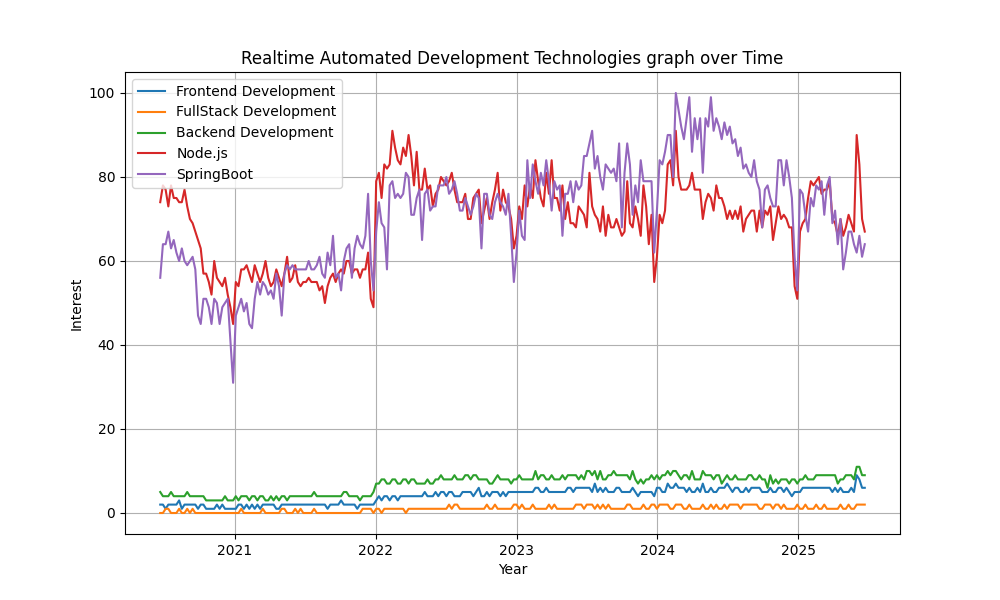 Realtime Automated Development Technologies graph over Time
100
80
60
40
20
0
Interest
Frontend Development
FullStack Development
Backend Development
Node.js
SpringBoot
2021
2022
2023
2024
2025
Year